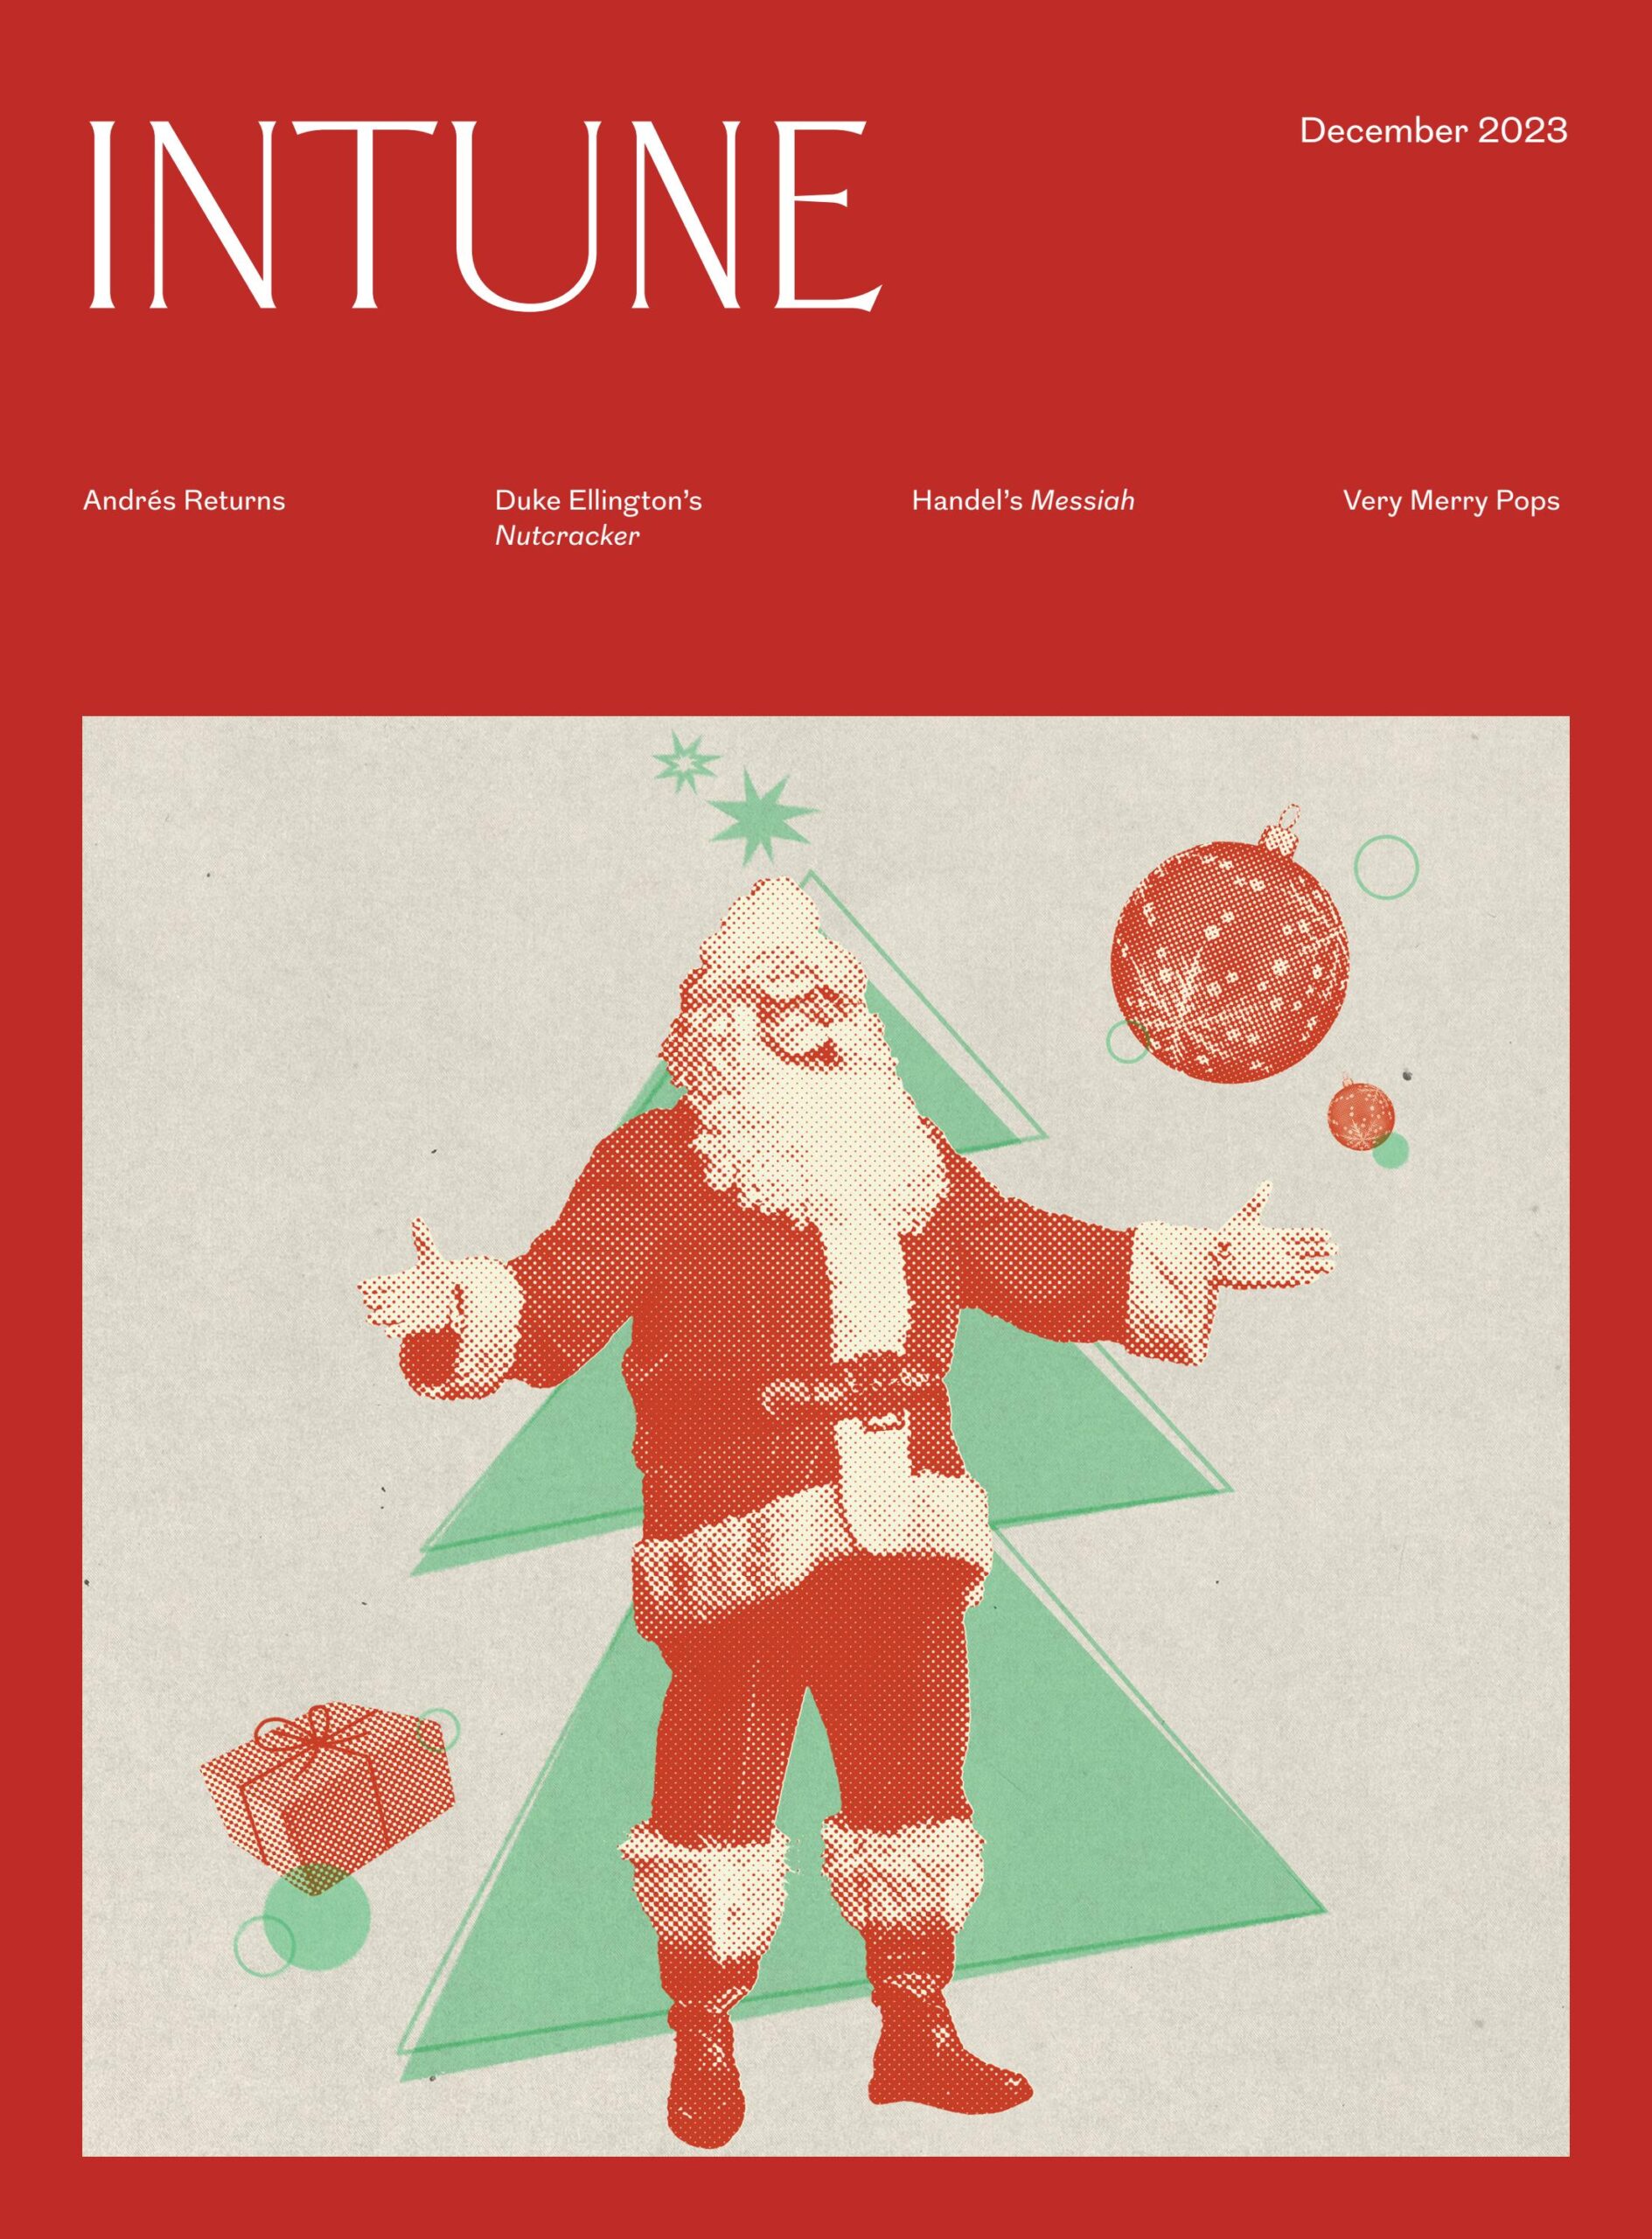 INTUNE
December 2023
Andrés Returns
Duke Ellington’s
Nutcracker
Handel’s Messiah
Very Merry Pops